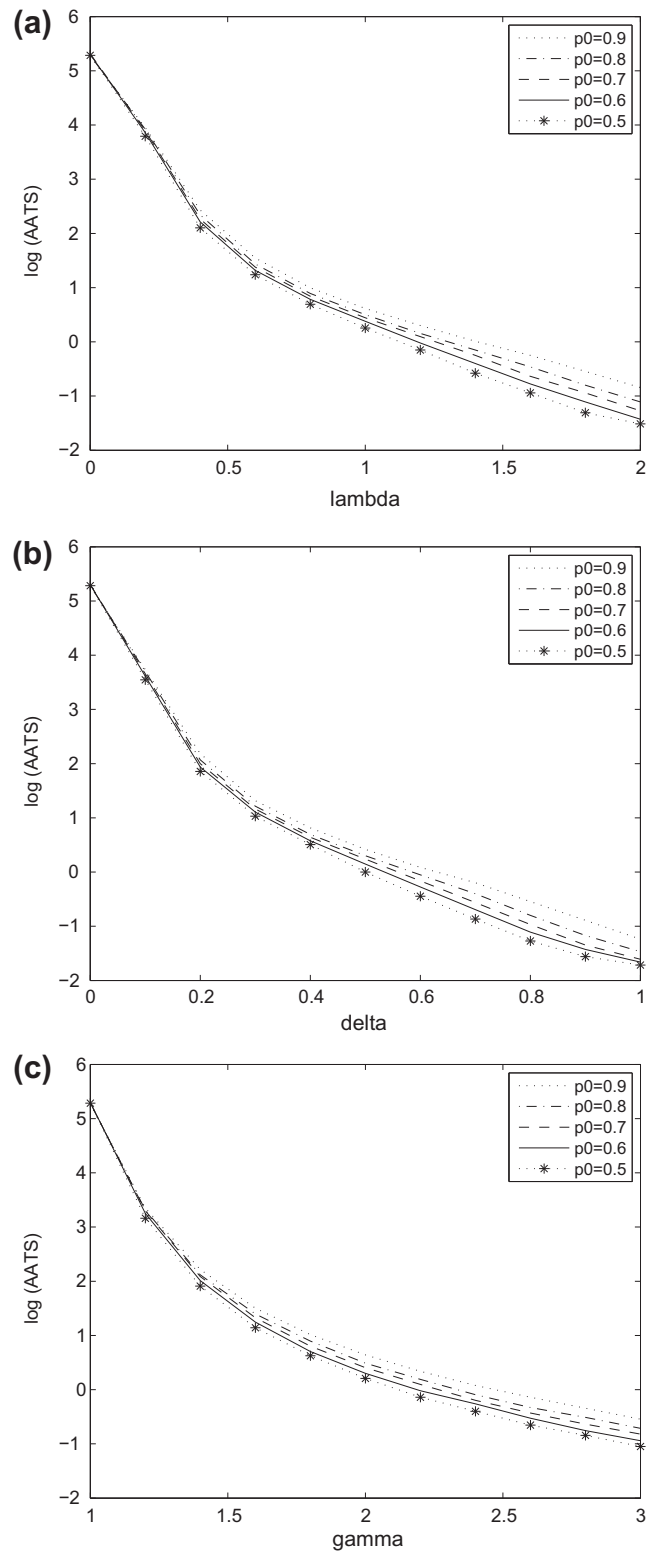 (a)
6
5
4
3
2
1
0
−1
−2
log (AATS)
0
0.5
1
1.5
2
lambda
p0=0.9
p0=0.8
p0=0.7
p0=0.6
p0=0.5
(b)
6
5
4
3
2
1
0
−1
−2
log (AATS)
0
0.2
0.4
0.6
0.8
1
delta
p0=0.9
p0=0.8
p0=0.7
p0=0.6
p0=0.5
(c)
6
5
4
3
2
1
0
−1
−2
log (AATS)
1
1.5
2
2.5
3
gamma
p0=0.9
p0=0.8
p0=0.7
p0=0.6
p0=0.5